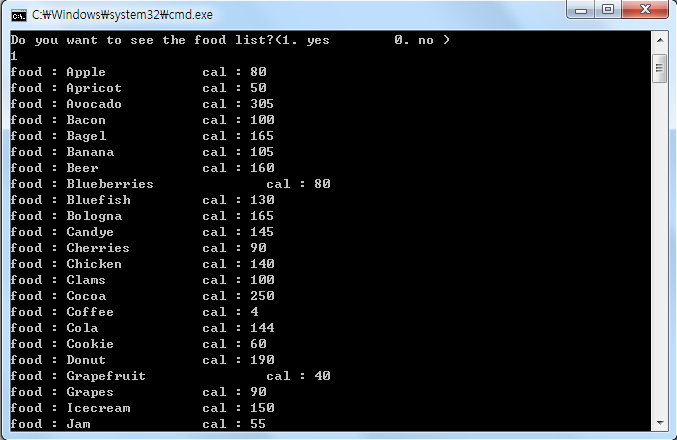 C:₩Windows₩system32₩cmd.exe
Do you want to see the food list?(1. yes 0. no )
1
food : Apple cal : 80
food : Apricot cal : 50
food : Avocado cal : 305
food : Bacon cal : 100
food : Bagel cal : 165
food : Banana cal : 105
food : Beer cal : 160
food : Blueberries cal : 80
food : Bluefish cal : 130
food : Bologna cal : 165
food : Candye cal : 145
food : Cherries cal : 90
food : Chicken cal : 140
food : Clams cal : 100
food : Cocoa cal : 250
food : Coffee cal : 4
food : Cola cal : 144
food : Cookie cal : 60
food : Donut cal : 190
food : Grapefruit cal : 40
food : Grapes cal : 90
food : Icecream cal : 150
food : Jam cal : 55